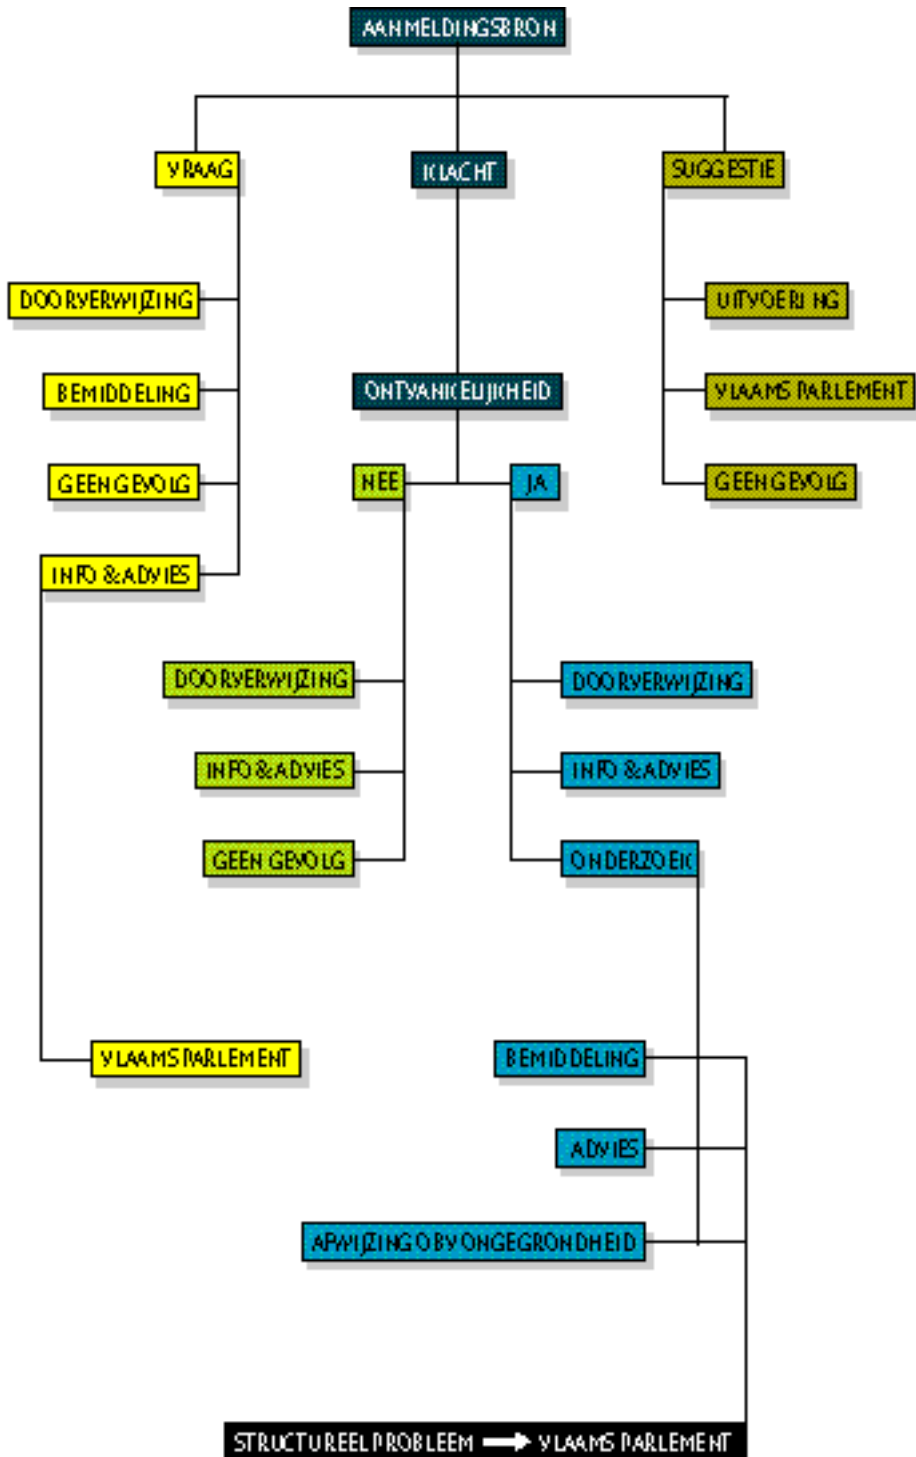 AANMELDINGSBRON
VRAAG
KLACHT
SUGGESTIE
DOORVERWIJZING
UITVOERING
BEMIDDELING
ONTVANKELIJKHEID
VLAAMS PARLEMENT
GEEN GEVOLG
NEE
JA
GEEN GEVOLG
INFO & ADVIES
DOORVERWIJZING
DOORVERWIJZING
INFO & ADVIES
INFO & ADVIES
GEEN GEVOLG
ONDERZOEK
VLAAMS PARLEMENT
BEMIDDELING
ADVIES
AFWIJZING OBV ONGEGRONDHEID
STRUCTUREEL PROBLEEM → VLAAMS PARLEMENT